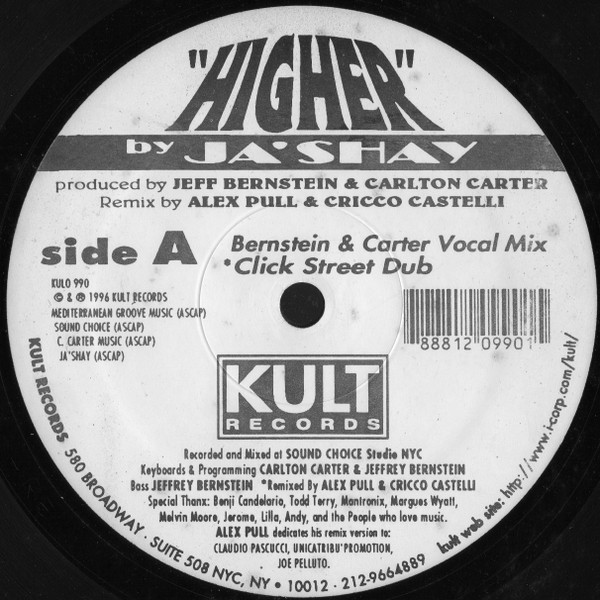 "HIGHER"
by JA'SHAY
produced by JEFF BERNSTEIN & CARLTON CARTER
Remix by ALEX PULL & CRICCO CASTELLI
side A
Bernstein & Carter Vocal Mix
*Click Street Dub
KULO 990
© & ℗ 1996 KULT RECORDS
MEDITERRANEAN GROOVE MUSIC (ASCAP)
SOUND CHOICE (ASCAP)
C. CARTER MUSIC (ASCAP)
JA'SHAY (ASCAP)
88812 09901
KULT
RECORDS
Recorded and Mixed at SOUND CHOICE Studio NYC
Keyboards & Programming CARLTON CARTER & JEFFREY BERNSTEIN
Bass JEFFREY BERNSTEIN *Remixed By ALEX PULL & CRICCO CASTELLI
Special Thanx: Benji Candelario, Todd Terry, Mantronix, Margues Wyatt,
Melvin Moore, Jerome, Lilla, Andy, and the People who love music.
ALEX PULL dedicates his remix version to:
CLAUDIO PASCUCCI, UNICATRIBU'PROMOTION,
JOE PELLUTO.
KULT RECORDS 580 BROADWAY · SUITE 508 NYC, NY • 10012 · 212-9664889
kult web site: http://www.i-corp.com/kult/